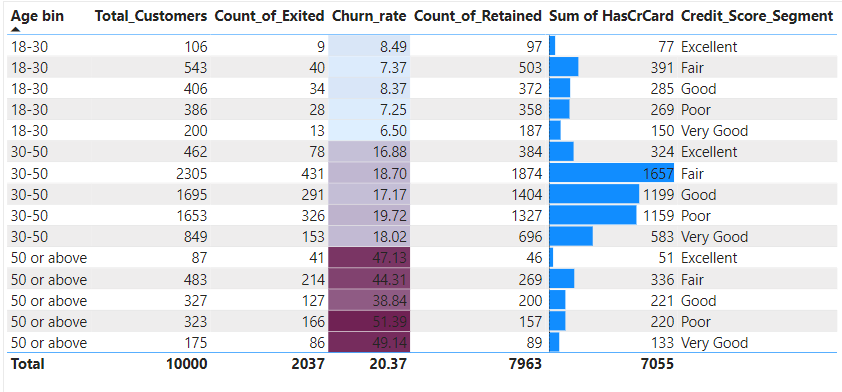 Age bin Total_Customers Count_of_Exited Churn_rate Count_of_Retained Sum of HasCrCard Credit_Score_Segment
18-30 106 9 8.49 97 77 Excellent
18-30 543 40 7.37 503 391 Fair
18-30 406 34 8.37 372 285 Good
18-30 386 28 7.25 358 269 Poor
18-30 200 13 6.50 187 150 Very Good
30-50 462 78 16.88 384 324 Excellent
30-50 2305 431 18.70 1874 1657 Fair
30-50 1695 291 17.17 1404 1199 Good
30-50 1653 326 19.72 1327 1159 Poor
30-50 849 153 18.02 696 583 Very Good
50 or above 87 41 47.13 46 51 Excellent
50 or above 483 214 44.31 269 336 Fair
50 or above 327 127 38.84 200 221 Good
50 or above 323 166 51.39 157 220 Poor
50 or above 175 86 49.14 89 133 Very Good
Total 10000 2037 20.37 7963 7055